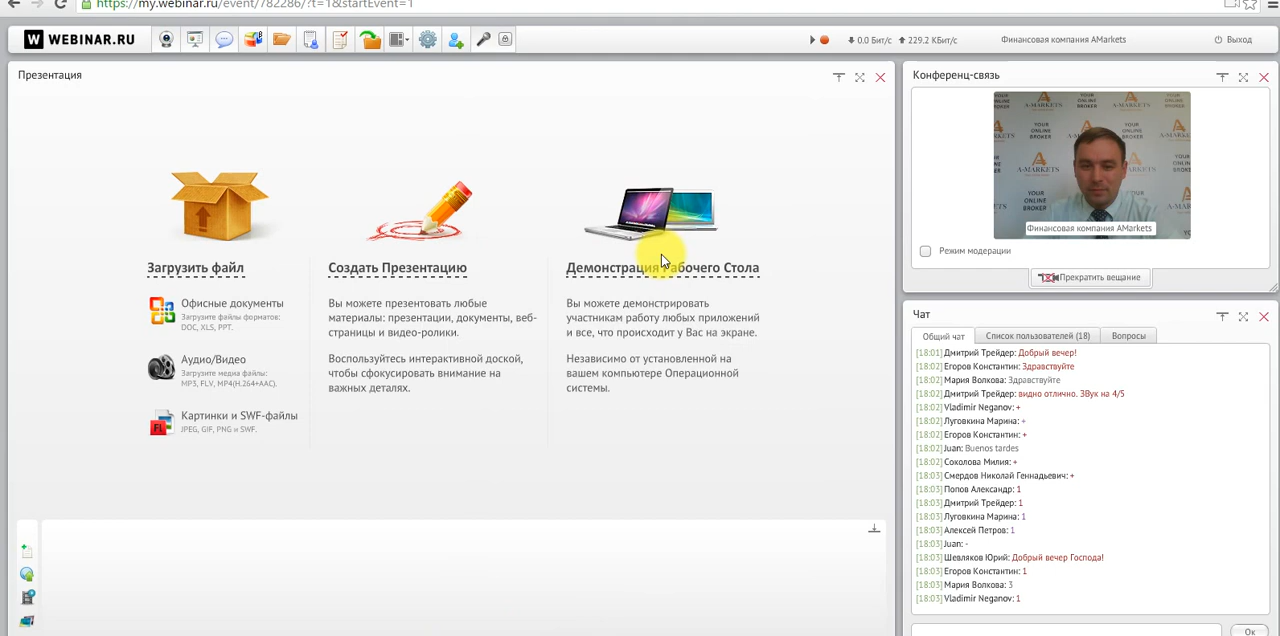 https://my.webinar.ru/event/782286/?t=1&startEvent=1
W WEBINAR.RU
0.0 Бит/с 229.2 КБит/с
Финансовая компания AMarkets
Выход
Презентация
Загрузить файл
Офисные документы
Загрузите файлы форматов:
DOC, XLS, PPT.
Аудио/Видео
Загрузите медиа файлы:
MP3, FLV, MP4(H.264+AAC).
Картинки и SWF-файлы
JPEG, GIF, PNG и SWF.
Создать Презентацию
Вы можете презентовать любые
материалы: презентации, документы, веб-
страницы и видео-ролики.
Воспользуйтесь интерактивной доской,
чтобы сфокусировать внимание на
важных деталях.
Демонстрация Рабочего Стола
Вы можете демонстрировать
участникам работу любых приложений
и все, что происходит у Вас на экране.
Независимо от установленной на
вашем компьютере Операционной
системы.
Конференц-связь
YOUR
ONLINE
BROKER
A-MARKETS
Финансовая компания AMarkets
Режим модерации
Прекратить вещание
Чат
Общий чат
Список пользователей (18)
Вопросы
[18:01] Дмитрий Трейдер: Добрый вечер!
[18:02] Егоров Константин: Здравствуйте
[18:02] Мария Волкова: Здравствуйте
[18:02] Дмитрий Трейдер: видно отлично. ЗВук на 4/5
[18:02] Vladimir Neganov: +
[18:02] Луговкина Марина: +
[18:02] Егоров Константин: +
[18:02] Juan: Buenos tardes
[18:02] Соколова Милия: +
[18:03] Смердов Николай Геннадьевич: +
[18:03] Попов Александр: 1
[18:03] Дмитрий Трейдер: 1
[18:03] Луговкина Марина: 1
[18:03] Алексей Петров: 1
[18:03] Juan: -
[18:03] Шевляков Юрий: Добрый вечер Господа!
[18:03] Егоров Константин: 1
[18:03] Мария Волкова: 3
[18:03] Vladimir Neganov: 1
Ок